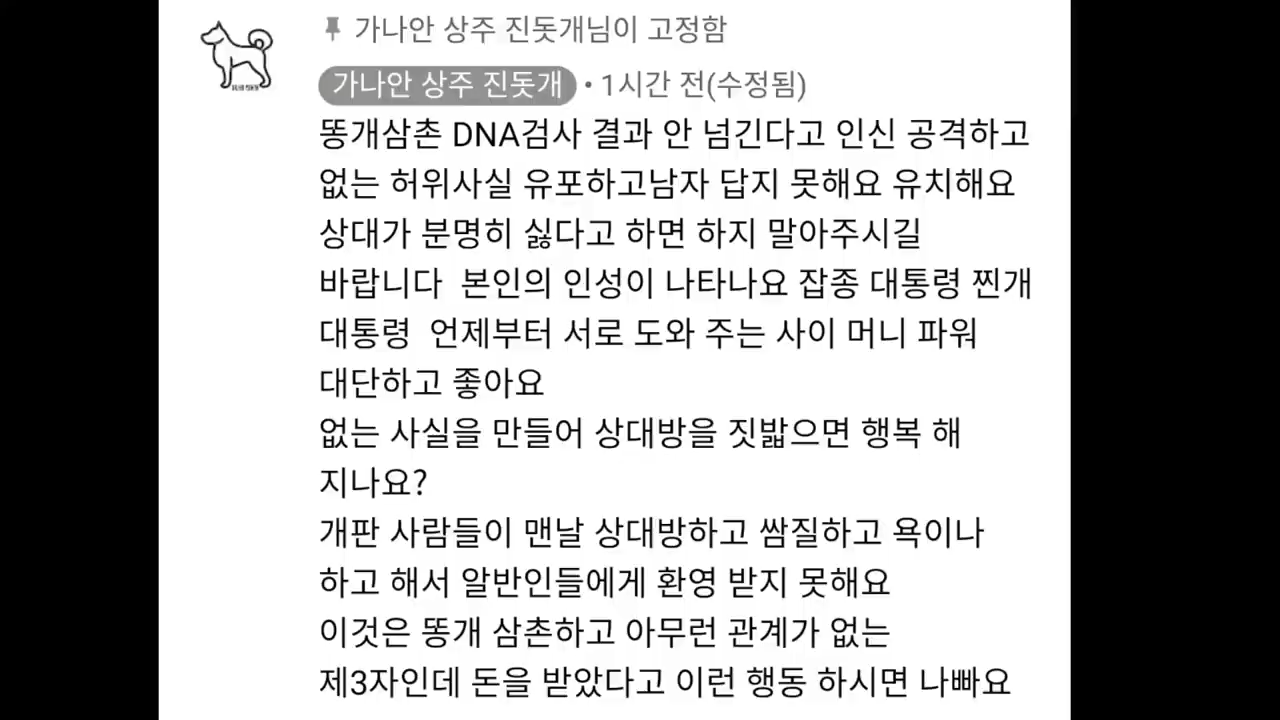 가나안 상주 진돗개님이 고정함
가나안 상주 진돗개 • 1시간 전(수정됨)
똥개삼촌 DNA검사 결과 안 넘긴다고 인신 공격하고
없는 허위사실 유포하고남자 답지 못해요 유치해요
상대가 분명히 싫다고 하면 하지 말아주시길
바랍니다 본인의 인성이 나타나요 잡종 대통령 찐개
대통령 언제부터 서로 도와 주는 사이 머니 파워
대단하고 좋아요
없는 사실을 만들어 상대방을 짓밟으면 행복 해
지나요?
개판 사람들이 맨날 상대방하고 쌈질하고 욕이나
하고 해서 알반인들에게 환영 받지 못해요
이것은 똥개 삼촌하고 아무런 관계가 없는
제3자인데 돈을 받았다고 이런 행동 하시면 나빠요